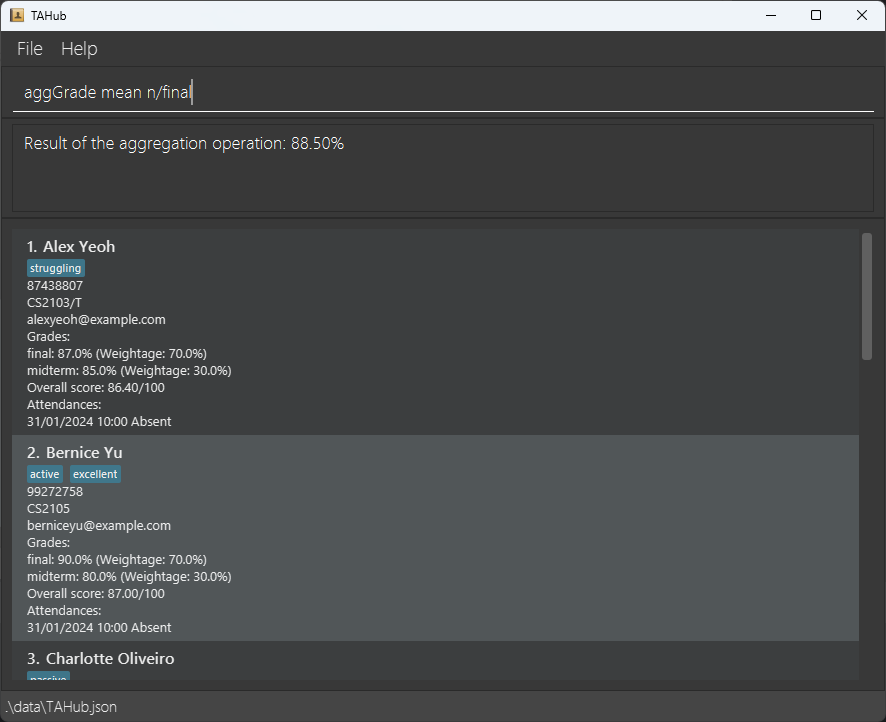 TAHub
File Help
aggGrade mean n/final
Result of the aggregation operation: 88.50%
1. Alex Yeoh
struggling
87438807
CS2103/T
alexyeoh@example.com
Grades:
final: 87.0% (Weightage: 70.0%)
midterm: 85.0% (Weightage: 30.0%)
Overall score: 86.40/100
Attendances:
31/01/2024 10:00 Absent
2. Bernice Yu
active excellent
99272758
CS2105
berniceyu@example.com
Grades:
final: 90.0% (Weightage: 70.0%)
midterm: 80.0% (Weightage: 30.0%)
Overall score: 87.00/100
Attendances:
31/01/2024 10:00 Absent
3. Charlotte Oliveiro
passive
.\data\TAHub.json